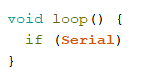 void loop() {
  if (Serial)
}